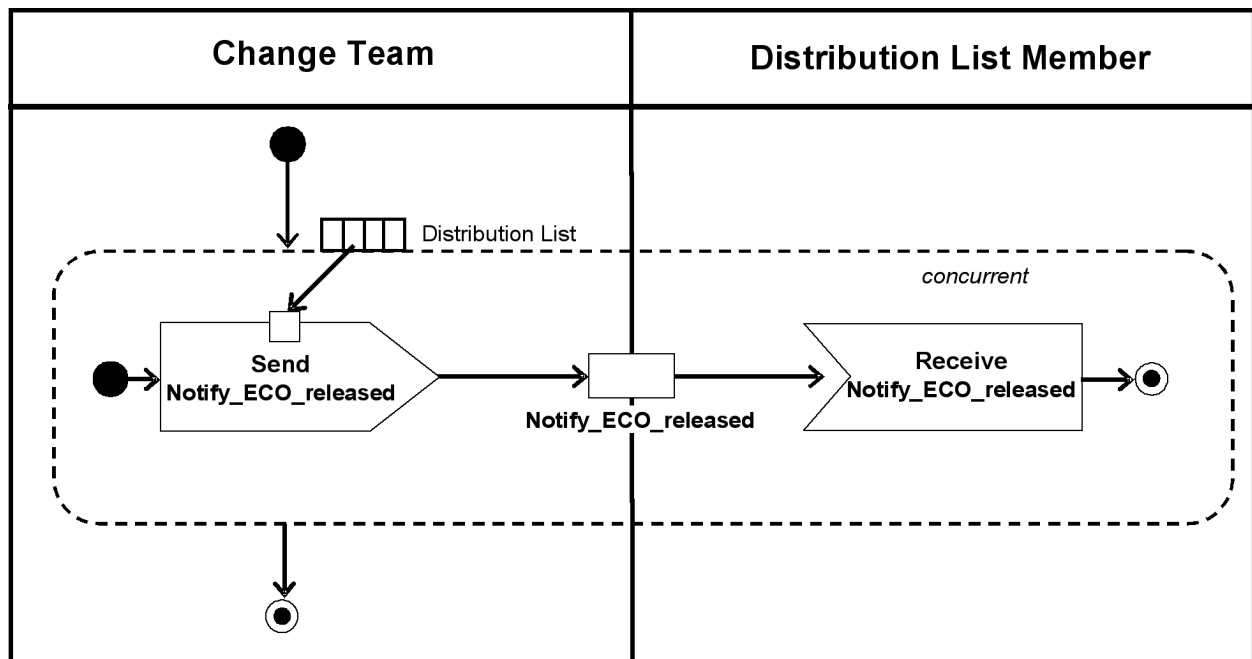 Change Team
Distribution List Member
Distribution List
concurrent
Send
Notify_ECO_released
Notify_ECO_released
Receive
Notify_ECO_released